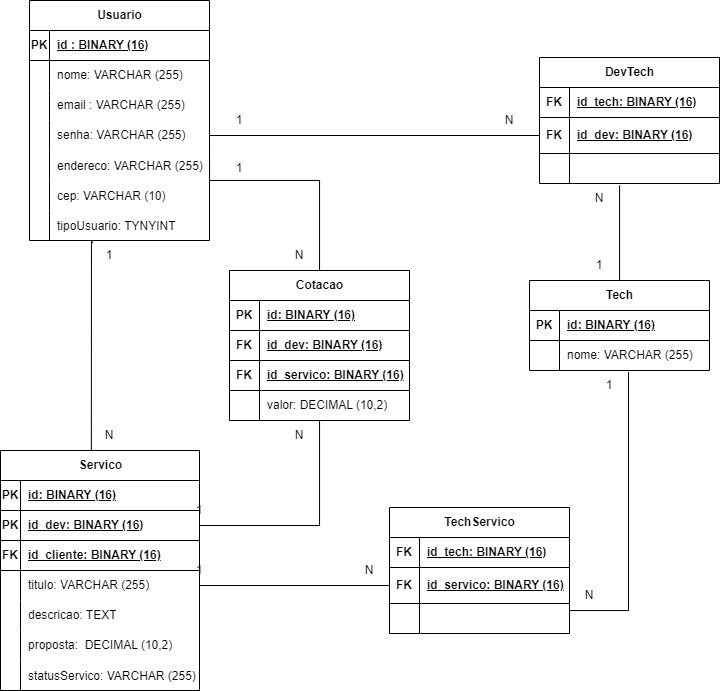 Usuario
PK id : BINARY (16)
nome: VARCHAR (255)
email : VARCHAR (255)
senha: VARCHAR (255)
endereco: VARCHAR (255)
cep: VARCHAR (10)
tipoUsuario: TYNYINT
1
N
1
N
1
N
DevTech
FK id_tech: BINARY (16)
FK id_dev: BINARY (16)
N
1
Cotacao
PK id: BINARY (16)
FK id_dev: BINARY (16)
FK id_servico: BINARY (16)
valor: DECIMAL (10,2)
N
1
Tech
PK id: BINARY (16)
nome: VARCHAR (255)
1
N
Servico
PK id: BINARY (16)
PK id_dev: BINARY (16)
FK id_cliente: BINARY (16)
titulo: VARCHAR (255)
descricao: TEXT
proposta: DECIMAL (10,2)
statusServico: VARCHAR (255)
1
N
TechServico
FK id_tech: BINARY (16)
FK id_servico: BINARY (16)